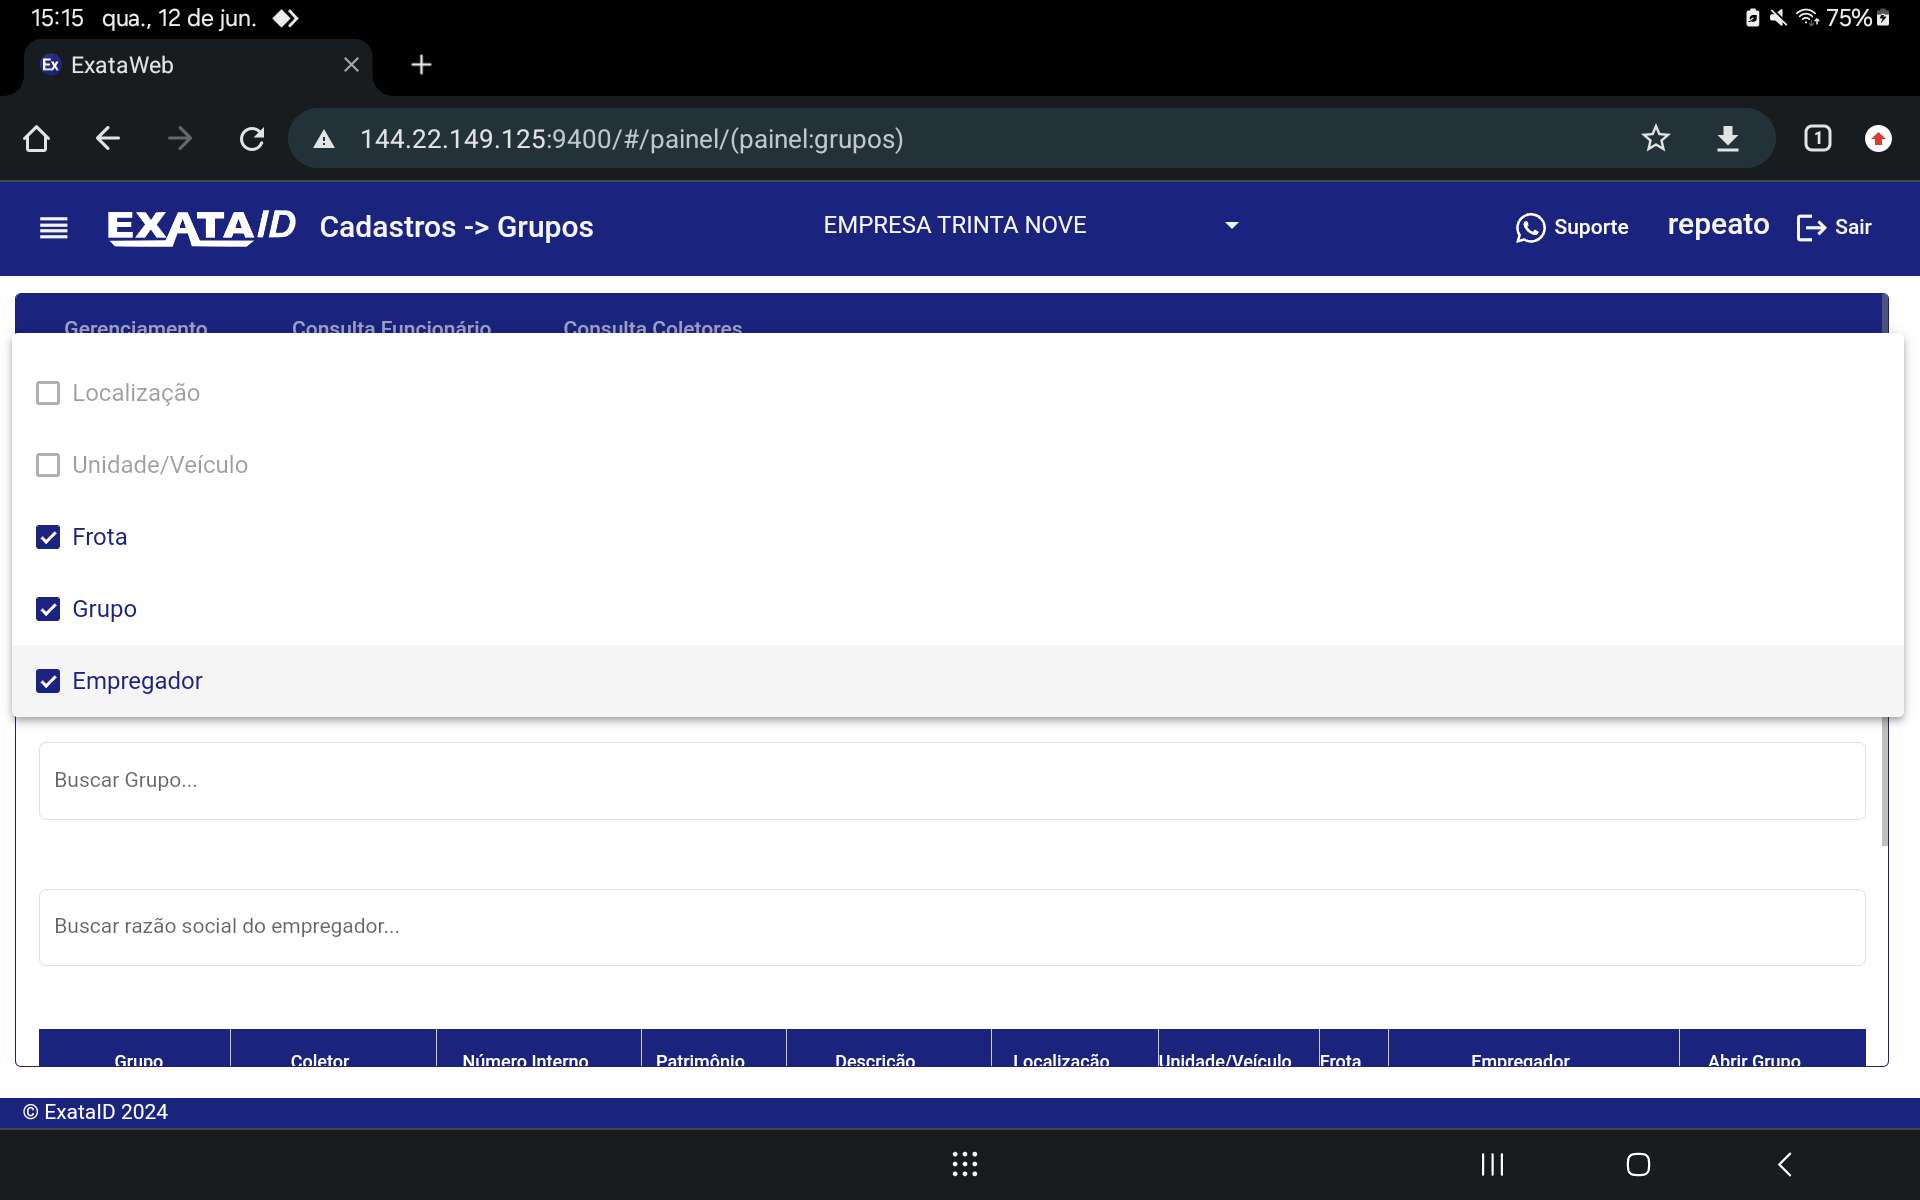 15:15 qua., 12 de jun. 75%
Ex ExataWeb
144.22.149.125:9400/#/painel/(painel:grupos) 1
EXATAID Cadastros -> Grupos EMPRESA TRINTA NOVE Suporte repeato Sair
Gerenciamento Consulta Funcionário Consulta Coletores
Localização
Unidade/Veículo
Frota
Grupo
Empregador
Buscar Grupo...
Buscar razão social do empregador...
Grupo Coletor Número Interno Patrimônio Descrição Localização Unidade/Veículo Frota Empregador Abrir Grupo
© ExataID 2024